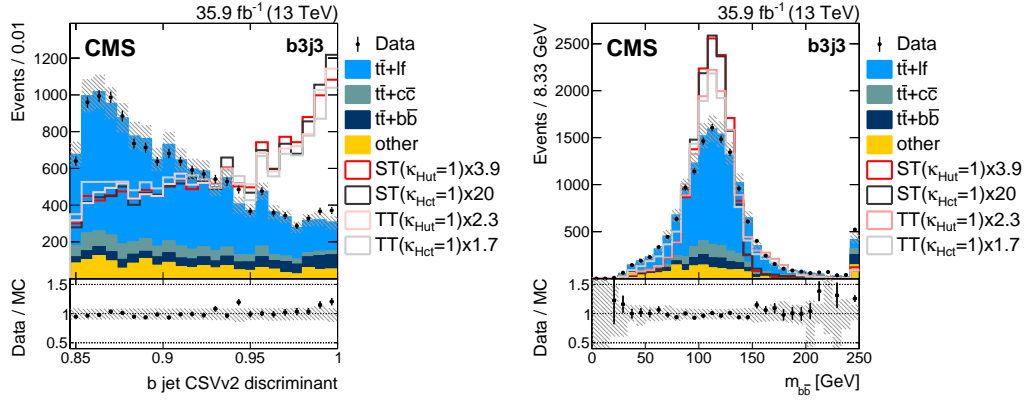 35.9 fb⁻¹ (13 TeV)
Events / 0.01
CMS
b3j3
1200
1000
800
600
400
200
Data
tt̄+lf
tt̄+cc̄
tt̄+bb̄
other
ST(κHut=1)x3.9
ST(κHct=1)x20
TT(κHut=1)x2.3
TT(κHct=1)x1.7
Data / MC
1.5
1
0.5
0.85
0.9
0.95
1
b jet CSVv2 discriminant
35.9 fb⁻¹ (13 TeV)
Events / 8.33 GeV
CMS
b3j3
2500
2000
1500
1000
500
Data
tt̄+lf
tt̄+cc̄
tt̄+bb̄
other
ST(κHut=1)x3.9
ST(κHct=1)x20
TT(κHut=1)x2.3
TT(κHct=1)x1.7
Data / MC
1.5
1
0.5
0
50
100
150
200
250
mbb̄ [GeV]